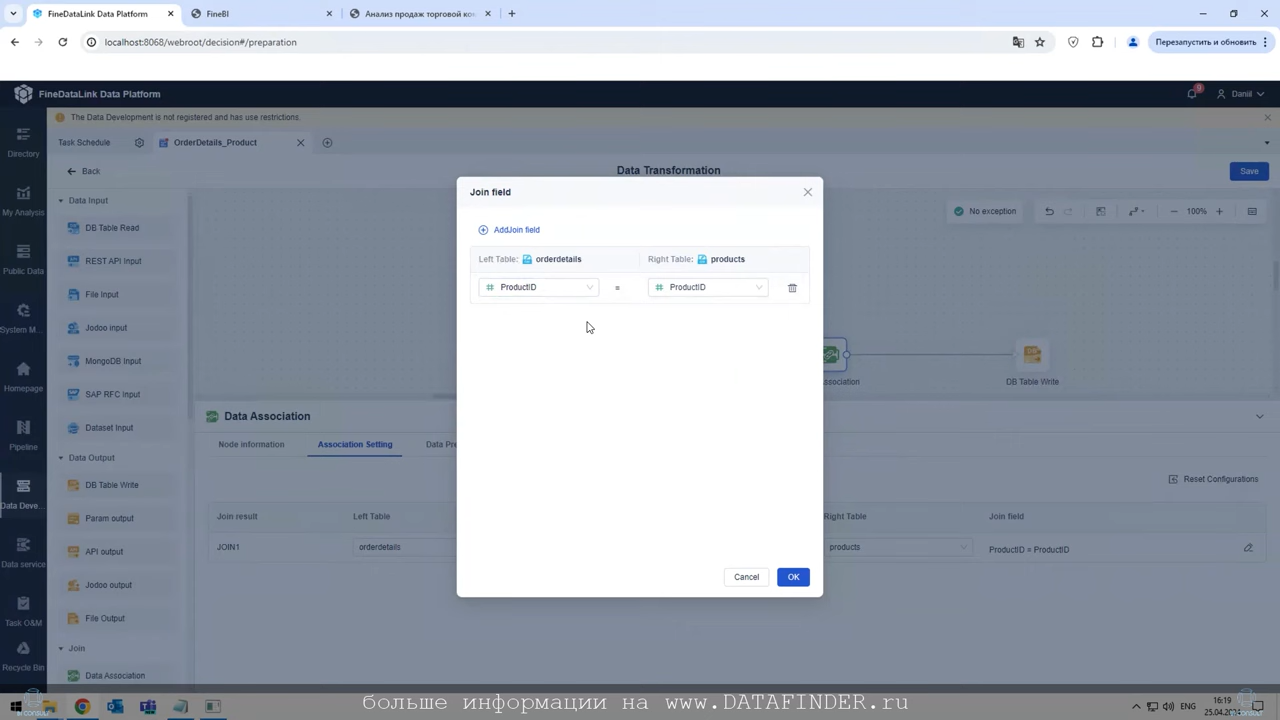 FineDataLink Data Platform
FineBI
Анализ продаж торговой ко
localhost:8068/webroot/decision#/preparation
Перезапустить и обновить
FineDataLink Data Platform
9
Daniil
The Data Development is not registered and has use restrictions.
Directory
Task Schedule
OrderDetails_Product
Back
Data Transformation
Save
Data Input
DB Table Read
REST API Input
File Input
Jodoo input
MongoDB Input
SAP RFC Input
Dataset Input
Data Output
DB Table Write
Param output
API output
Jodoo output
File Output
Join
Data Association
My Analysis
Public Data
System M...
Homepage
Pipeline
Data Deve...
Data service
Task O&M
Recycle Bin
No exception
100%
Association
DB Table Write
Join field
AddJoin field
Left Table: orderdetails
Right Table: products
ProductID = ProductID
Cancel
OK
Data Association
Node information
Association Setting
Data Pre
Reset Configurations
Join result
Left Table
Right Table
Join field
JOIN1
orderdetails
products
ProductID = ProductID
больше информации на www.DATAFINDER.ru
ENG
16:19